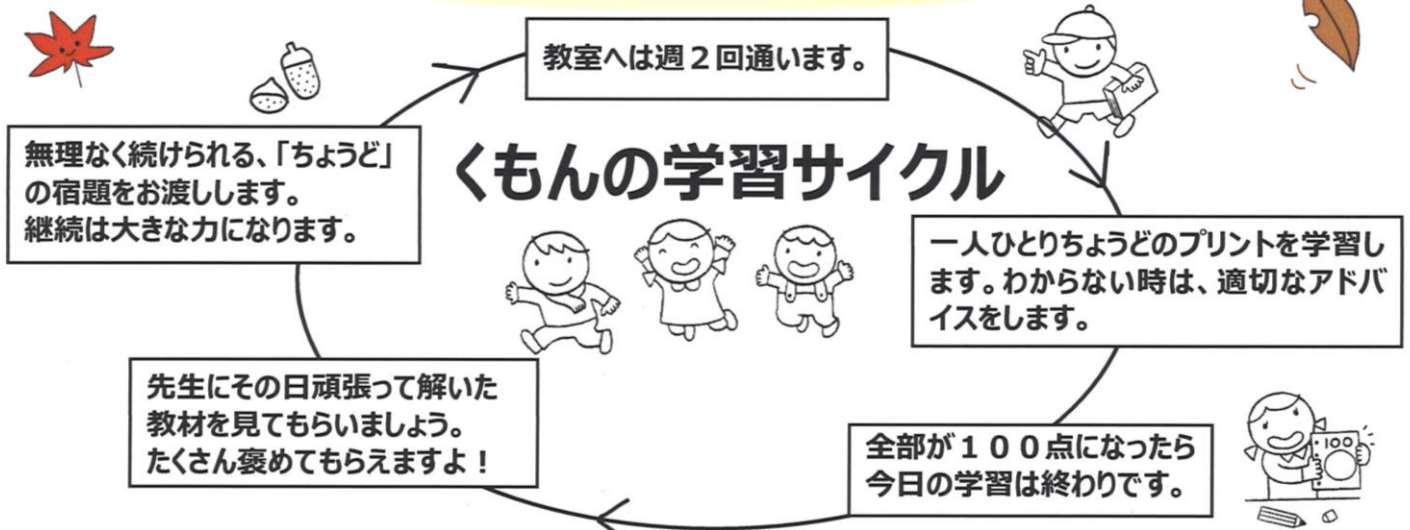 くもんの学習サイクル
教室へは週２回通います。
一人ひとりちょうどのプリントを学習し
ます。わからない時は、適切なアドバ
イスをします。
全部が１００点になったら
今日の学習は終わりです。
100
先生にその日頑張って解いた
教材を見てもらいましょう。
たくさん褒めてもらえますよ！
無理なく続けられる、「ちょうど」
の宿題をお渡しします。
継続は大きな力になります。